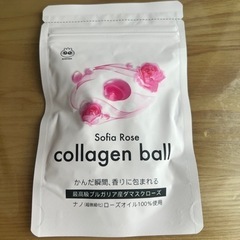 Sofia Rose
collagen ball
かんだ瞬間、香りに包まれる
最高級ブルガリア産ダマスクローズ
ナノ(超微細化)ローズオイル100%使用